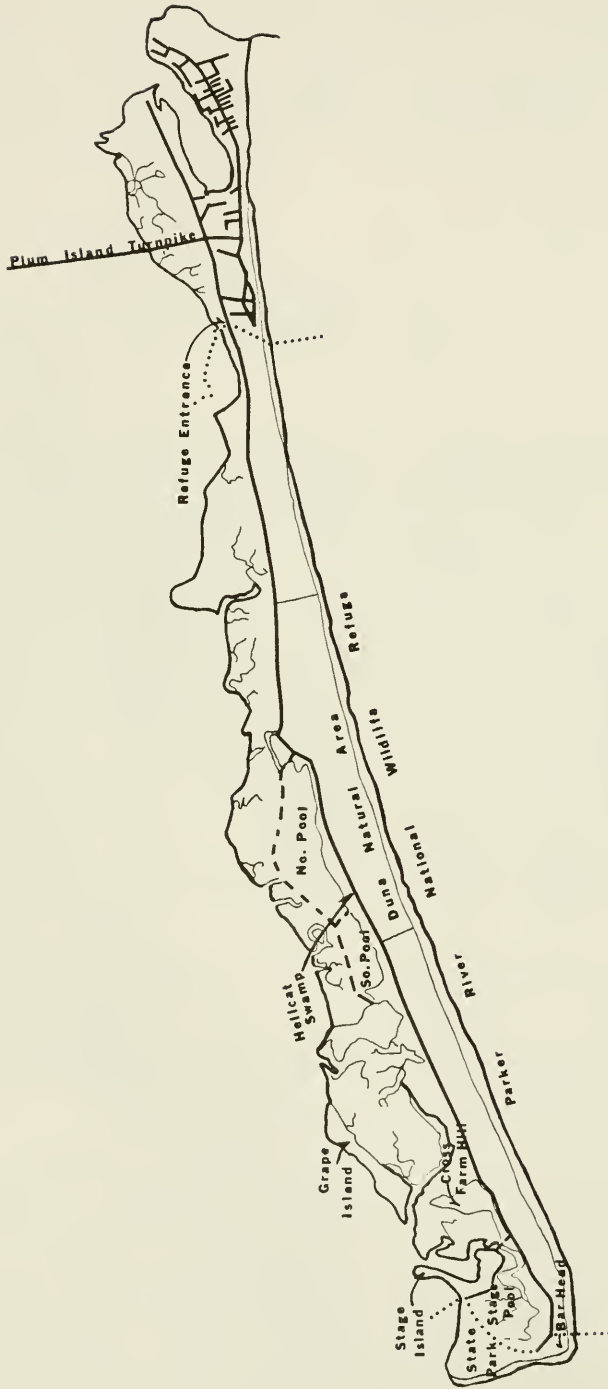 Plum Island Turnpike
Refuge Entrance
Parker River National Wildlife Refuge
Duna Natural Area
No. Pool
So. Pool
Hellcat
Swamp
Grape
Island
Cross
Farm Hill
Stage
Island
State
Park
Stage
Pool
Bar Head